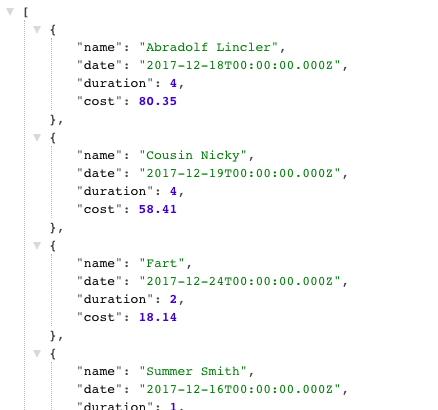 [
{
"name": "Abradolf Lincler",
"date": "2017-12-18T00:00:00.000Z",
"duration": 4,
"cost": 80.35
},
{
"name": "Cousin Nicky",
"date": "2017-12-19T00:00:00.000Z",
"duration": 4,
"cost": 58.41
},
{
"name": "Fart",
"date": "2017-12-24T00:00:00.000Z",
"duration": 2,
"cost": 18.14
},
{
"name": "Summer Smith",
"date": "2017-12-16T00:00:00.000Z",
"duration": 1,